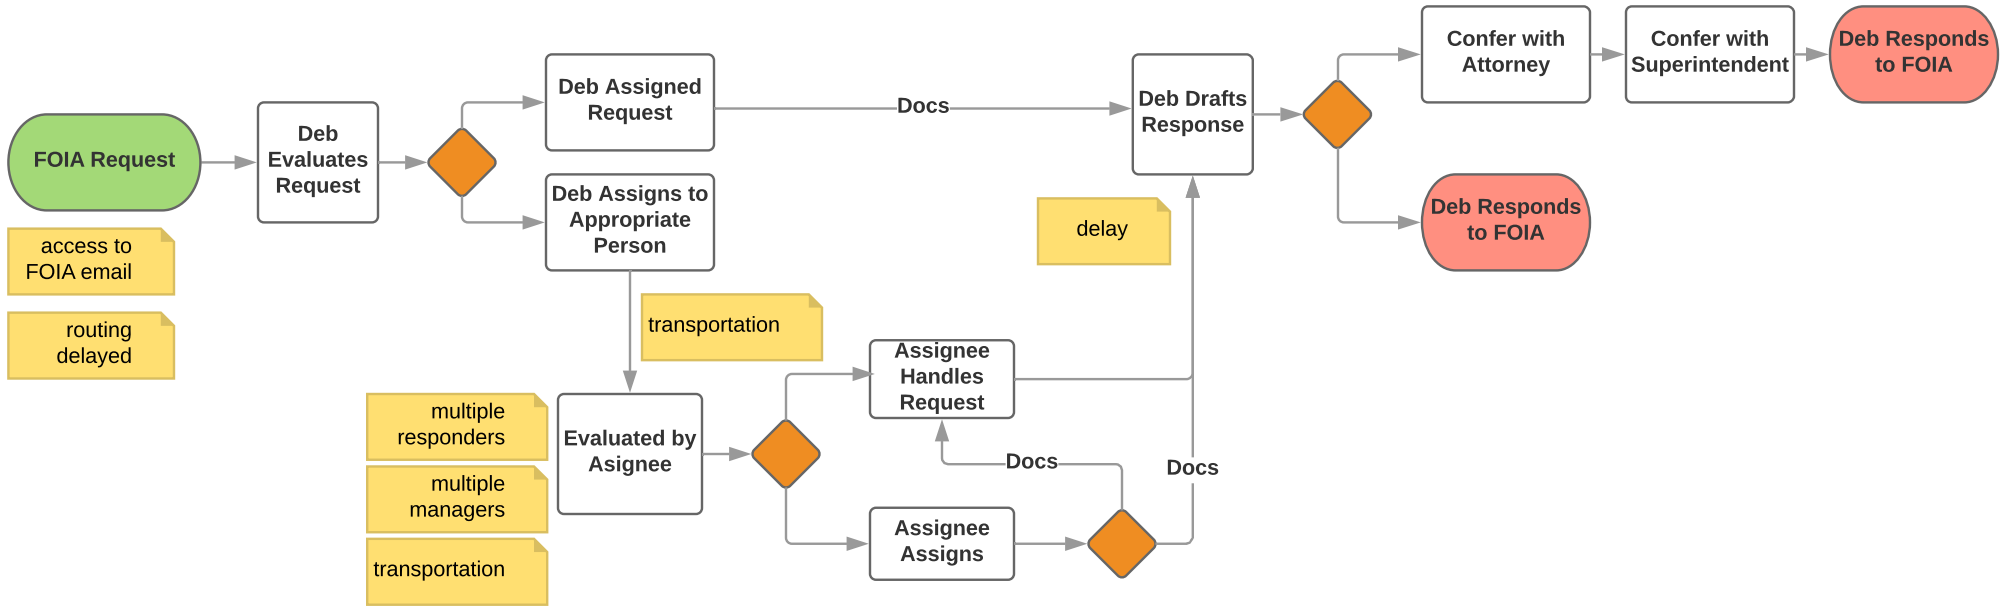 FOIA Request
access to
FOIA email
routing
delayed
Deb
Evaluates
Request
Deb Assigned
Request
Deb Assigns to
Appropriate
Person
transportation
multiple
responders
multiple
managers
transportation
Evaluated by
Asignee
Assignee
Handles
Request
Assignee
Assigns
Docs
Docs
Docs
delay
Deb Drafts
Response
Confer with
Attorney
Confer with
Superintendent
Deb Responds
to FOIA
Deb Responds
to FOIA